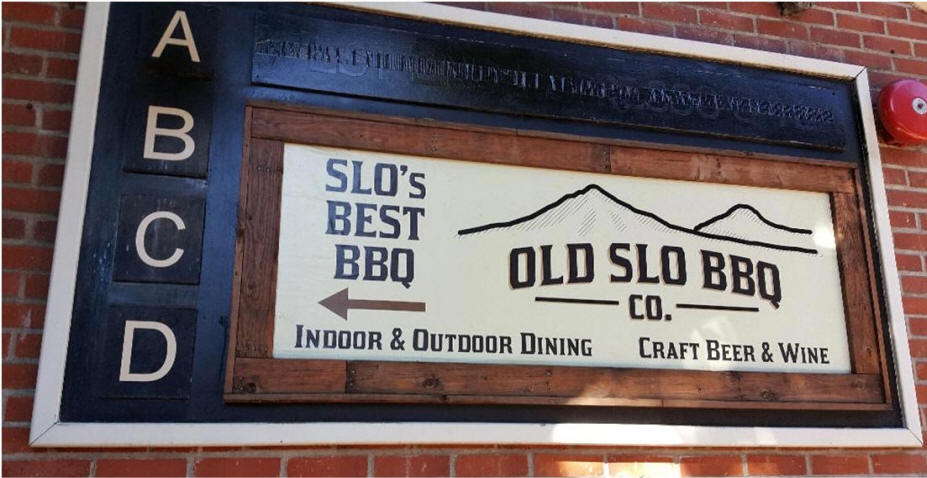 A
B
C
D
SLO's
BEST
BBQ
OLD SLO BBQ
CO.
INDOOR & OUTDOOR DINING
CRAFT BEER & WINE